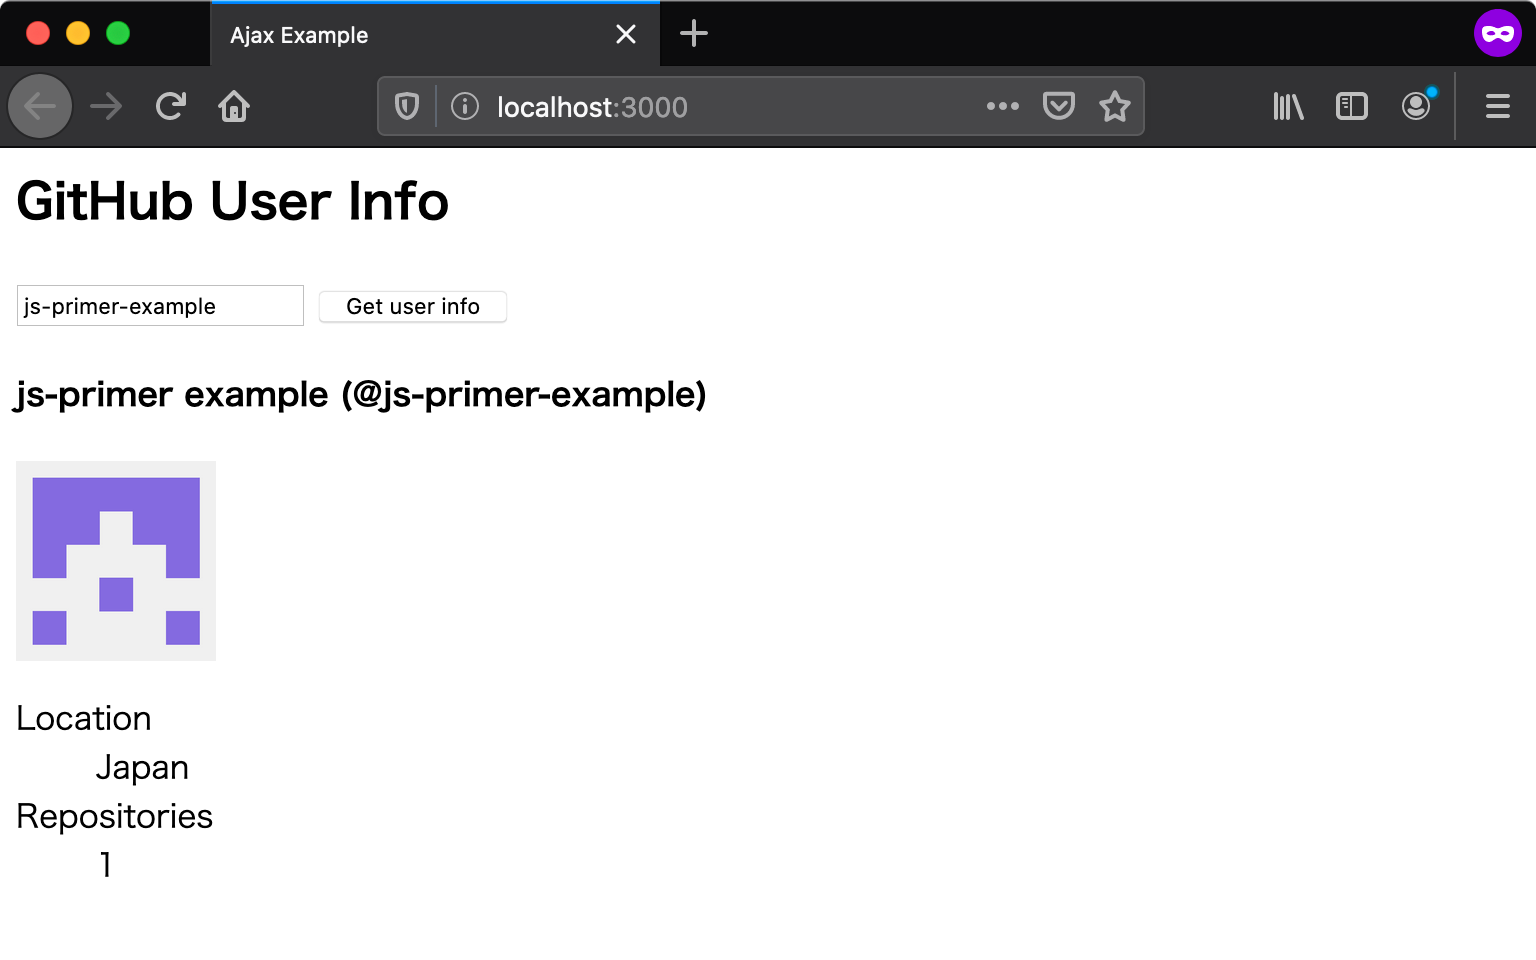 Ajax Example
localhost:3000
GitHub User Info
js-primer-example
Get user info
js-primer example (@js-primer-example)
Location
Japan
Repositories
1